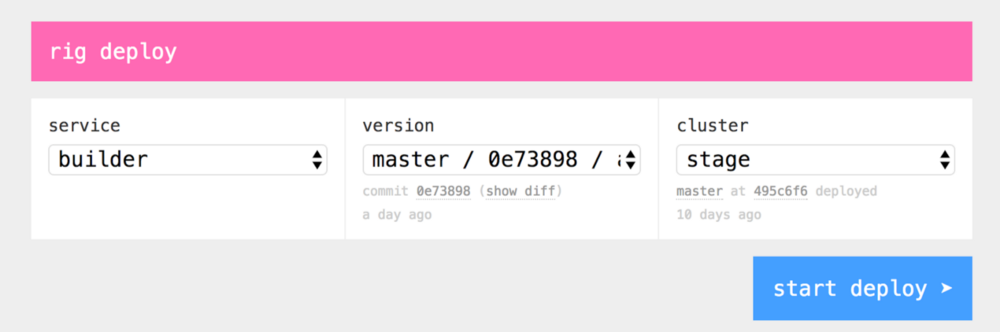 rig deploy
service
builder
version
master / 0e73898 /
commit 0e73898 (show diff)
a day ago
cluster
stage
master at 495c6f6 deployed
10 days ago
start deploy ➤